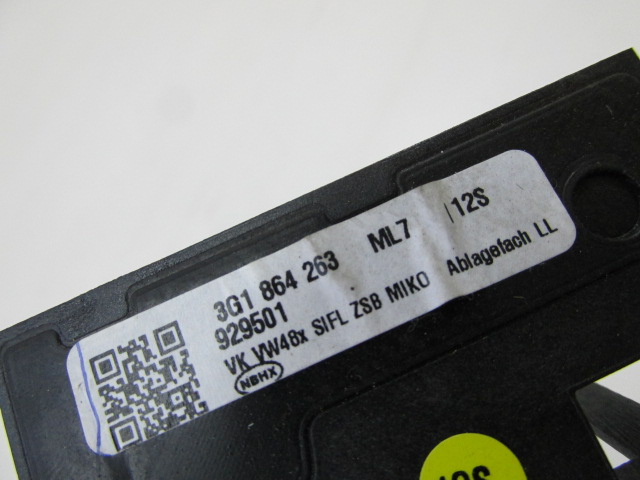 3G1 864 263 ML7 |12S
929501
VK VW48x SIFL ZSB MIKO Ablagefach LL
NBHX